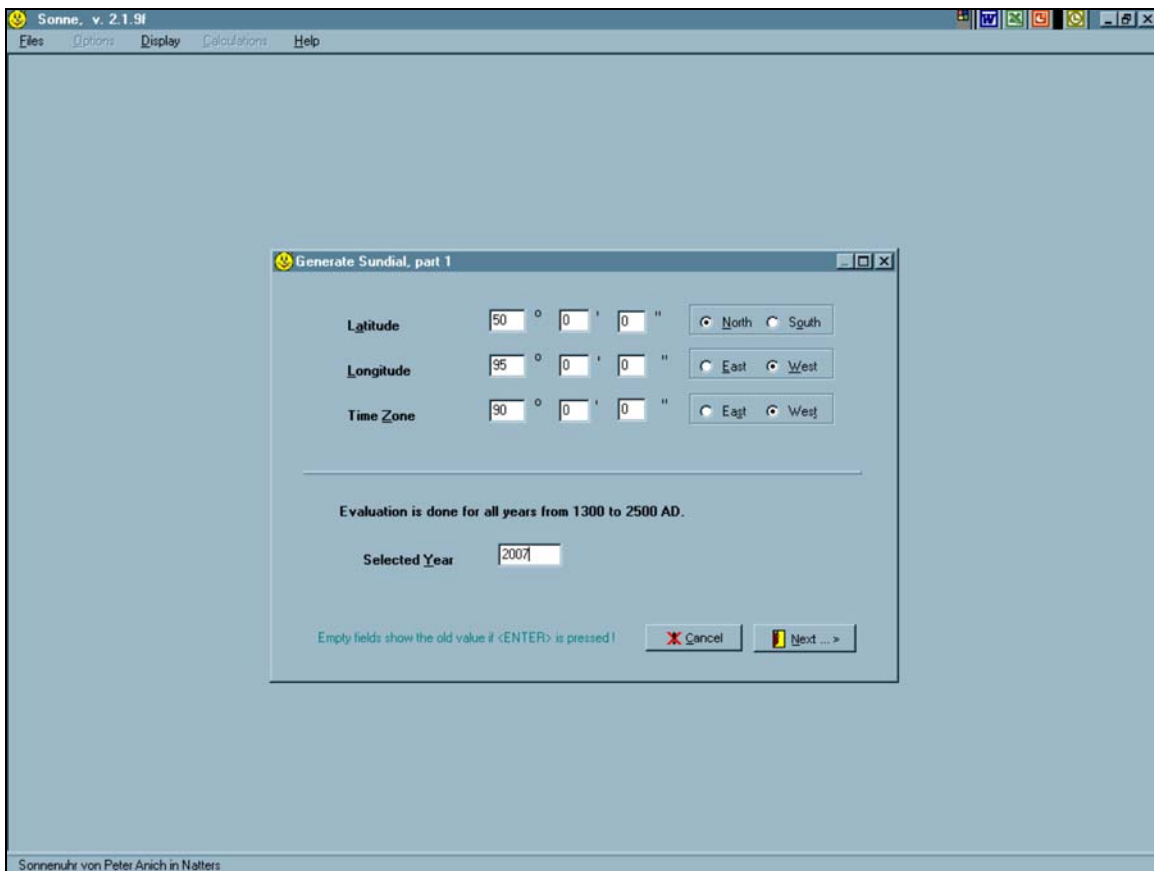 Sonne, v. 2.1.9f
Files Options Display Calculations Help
Generate Sundial, part 1
Latitude 50 ° 0 ' 0 " North South
Longitude 95 ° 0 ' 0 " East West
Time Zone 90 ° 0 ' 0 " East West
Evaluation is done for all years from 1300 to 2500 AD.
Selected Year 2007
Empty fields show the old value if <ENTER> is pressed !
Cancel Next ... >
Sonnenuhr von Peter Anich in Natters